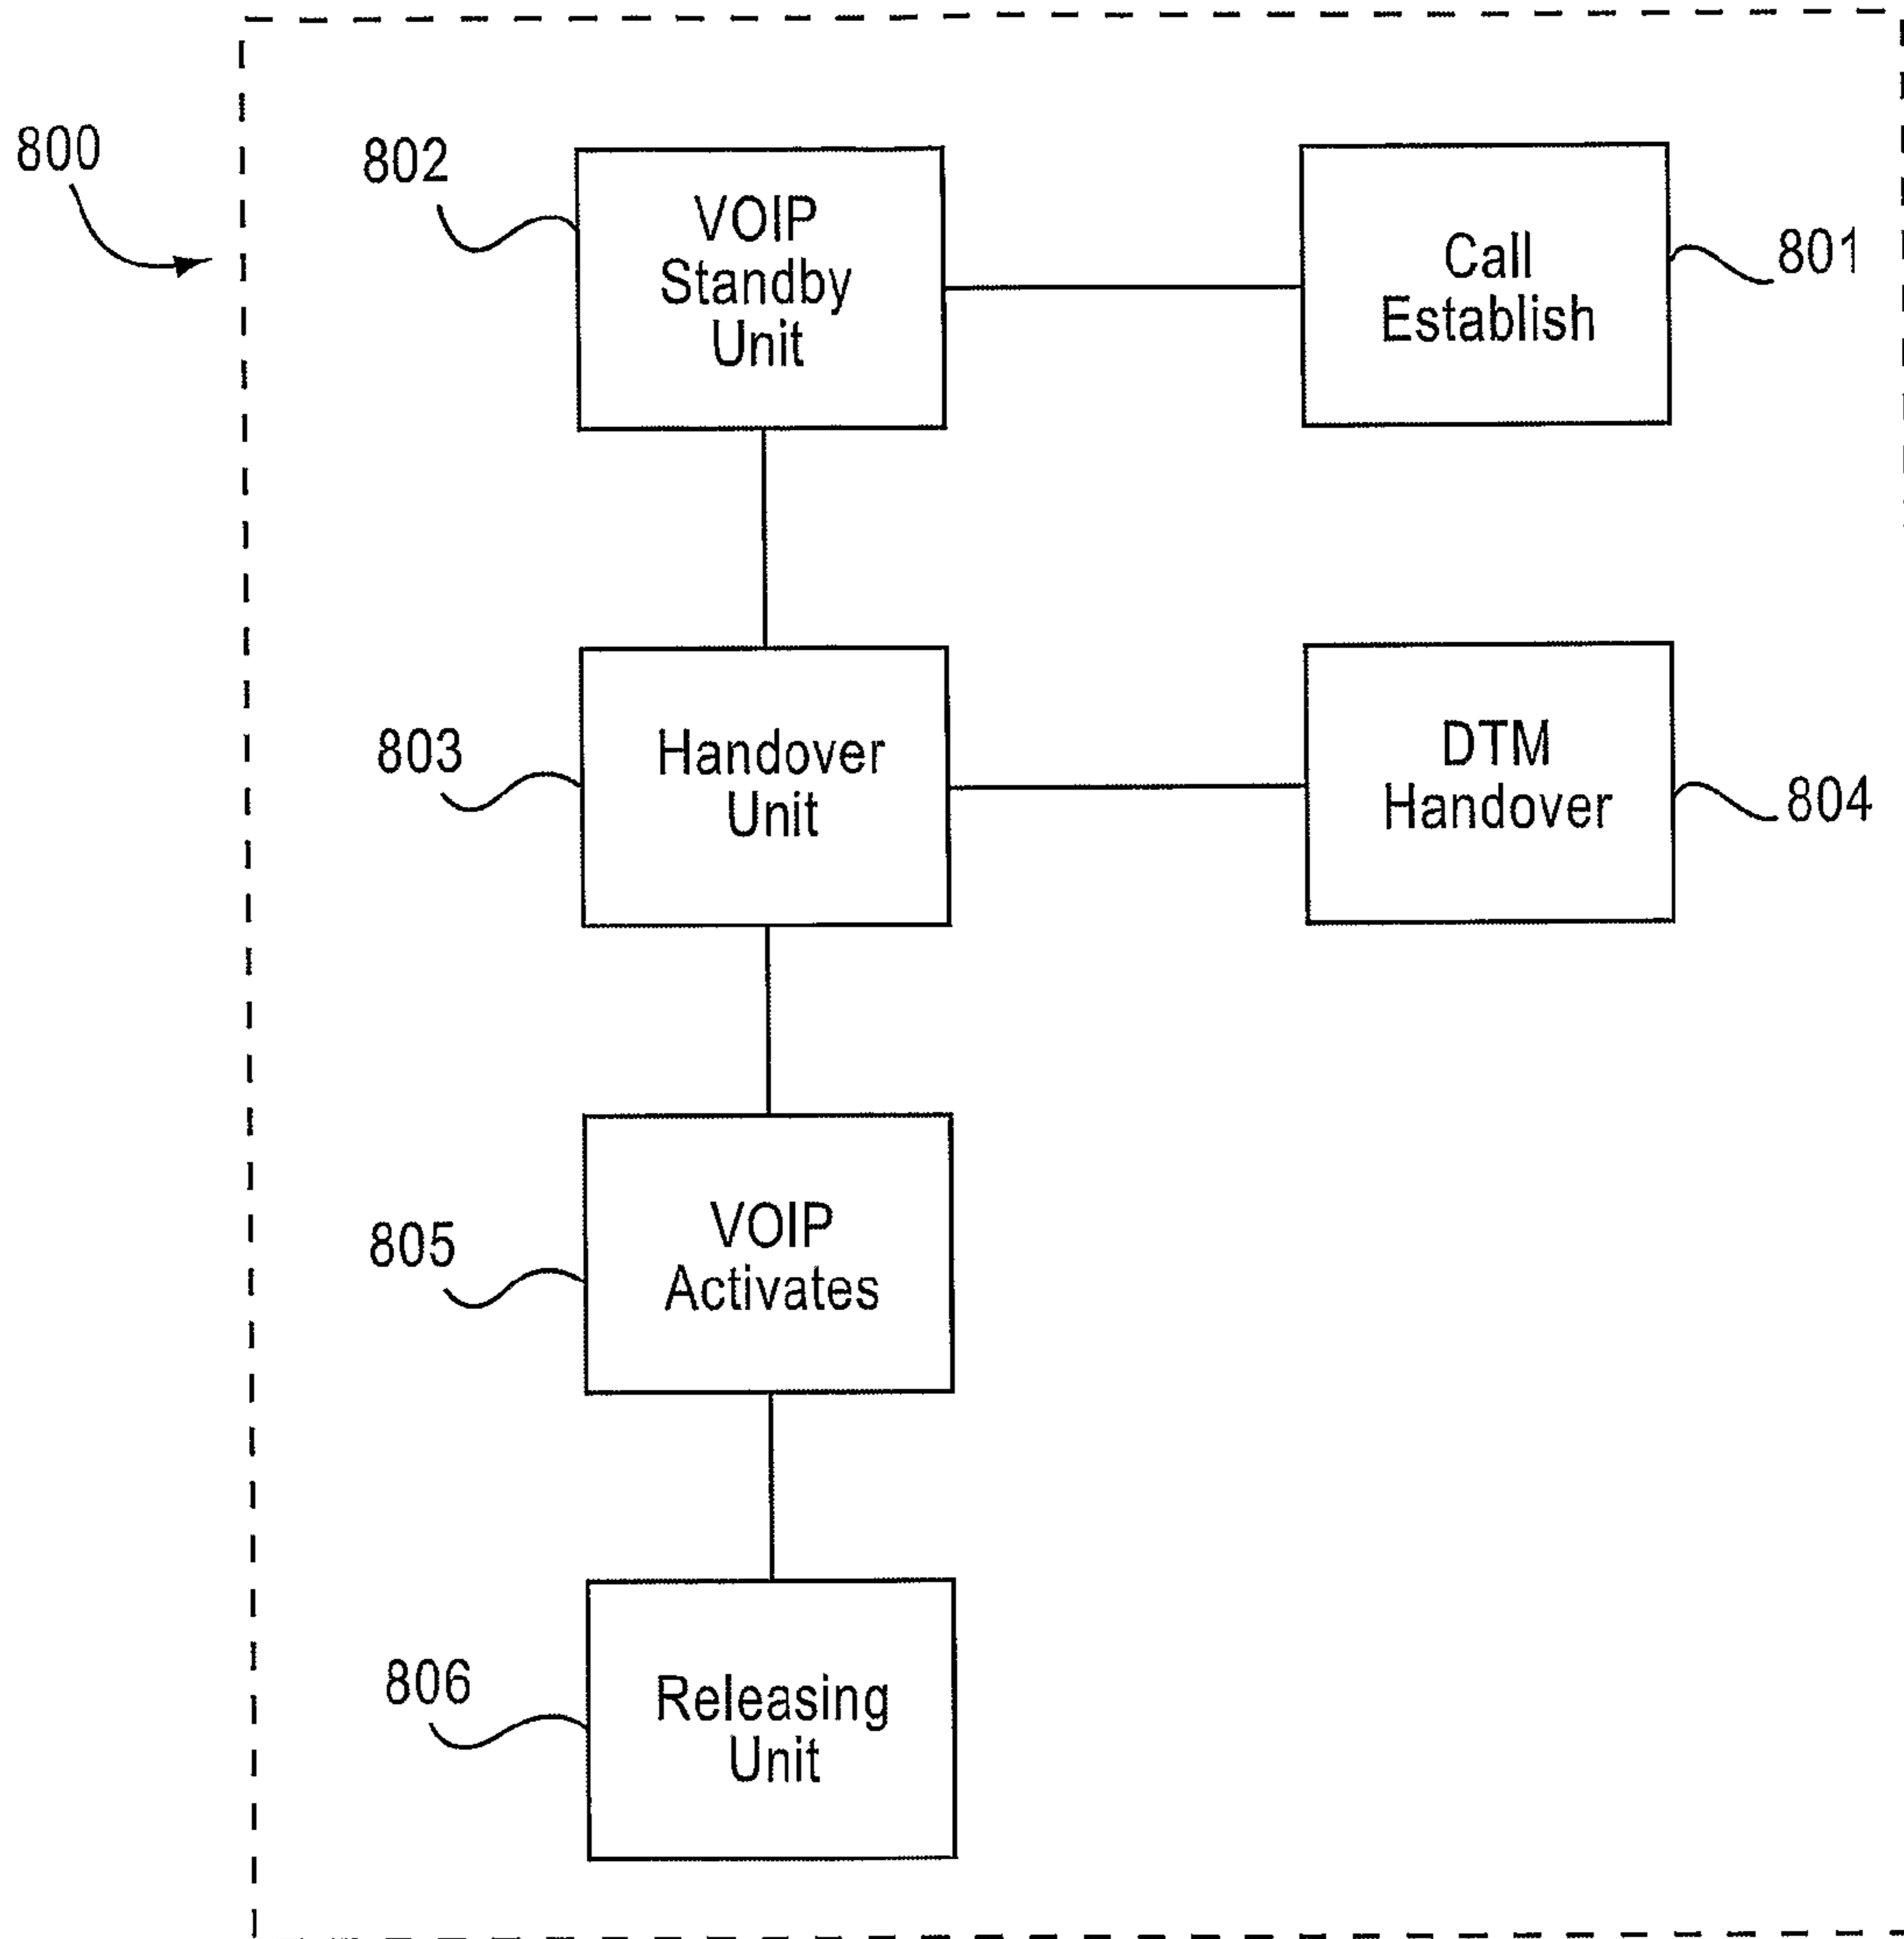 800
802
VOIP
Standby
Unit
Call
Establish
801
803
Handover
Unit
DTM
Handover
804
805
VOIP
Activates
806
Releasing
Unit